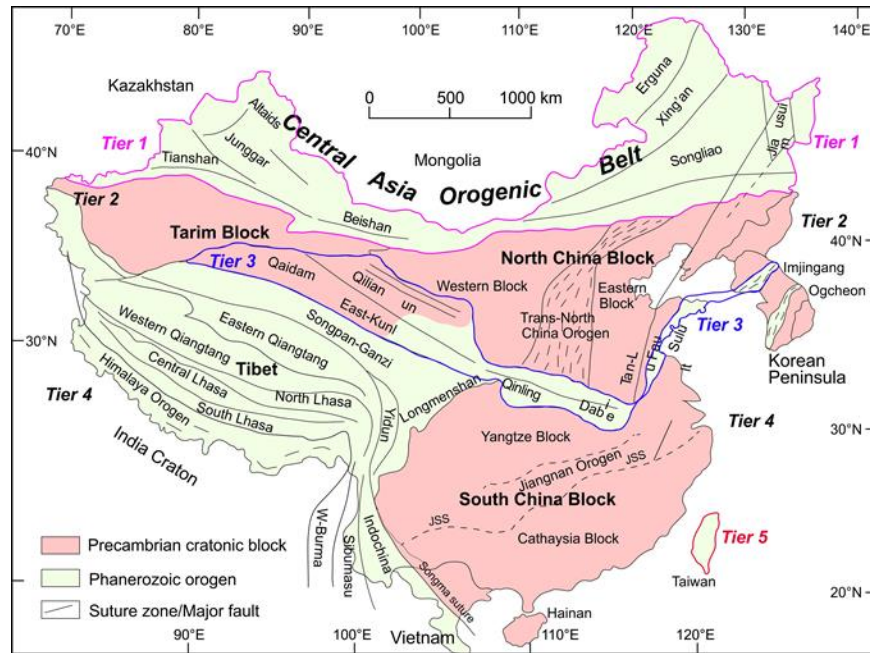 70°E
80°E
90°E
100°E
110°E
120°E
130°E
140°E
Kazakhstan
Altaids
Central
0
500
1000 km
Erguna
Xing'an
Jia
musi
Tier 1
Junggar
Mongolia
Belt
Songliao
Tier 1
40°N
Tianshan
Asia
Orogenic
Tier 2
Beishan
Tier 2
Tarim Block
North China Block
40°N
Tier 3
Qaidam
Qilian
un
Western Block
Eastern
Block
Imjingang
Ogcheon
East-Kunl
Trans-North
China Orogen
Tier 3
30°N
Western Qiangtang
Eastern Qiangtang
Songpan-Ganzi
Tan-L
u Fau
lt
Sulu
Korean
Peninsula
Tibet
Central Lhasa
North Lhasa
South Lhasa
Himalaya Orogen
Longmenshan
Qinling
Dabie
Tier 4
Tier 4
India Craton
Yidun
Yangtze Block
30°N
Jiangnan Orogen
JSS
South China Block
JSS
Cathaysia Block
W-Burma
Sibumasu
Indochina
Songma suture
Tier 5
Taiwan
Precambrian cratonic block
Phanerozoic orogen
Suture zone/Major fault
Hainan
20°N
Vietnam
90°E
100°E
110°E
120°E